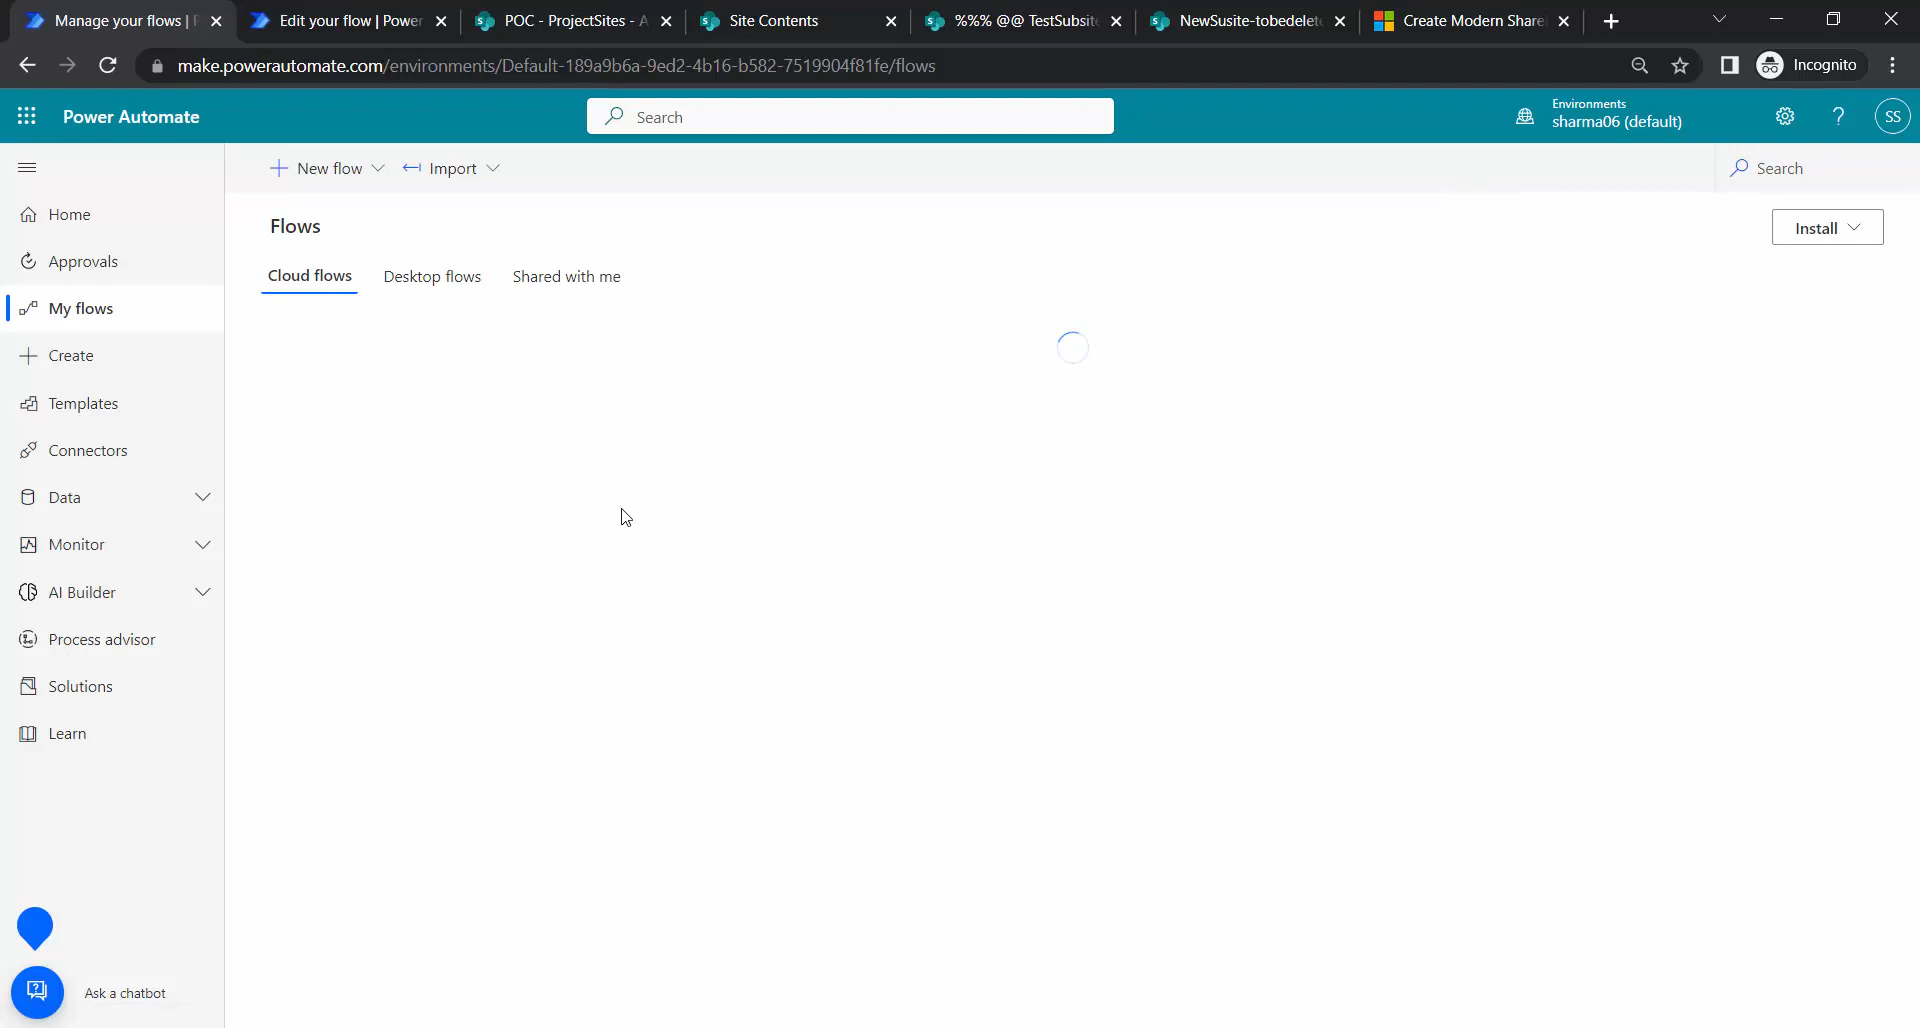 Manage your flows | P
Edit your flow | Power
POC - ProjectSites - A
Site Contents
%%% @@ TestSubsite
NewSusite-tobedelete
Create Modern Share
make.powerautomate.com/environments/Default-189a9b6a-9ed2-4b16-b582-7519904f81fe/flows
Incognito
Power Automate
Search
Environments
sharma06 (default)
?
SS
New flow
Import
Search
Home
Flows
Install
Approvals
Cloud flows
Desktop flows
Shared with me
My flows
Create
Templates
Connectors
Data
Monitor
AI Builder
Process advisor
Solutions
Learn
Ask a chatbot